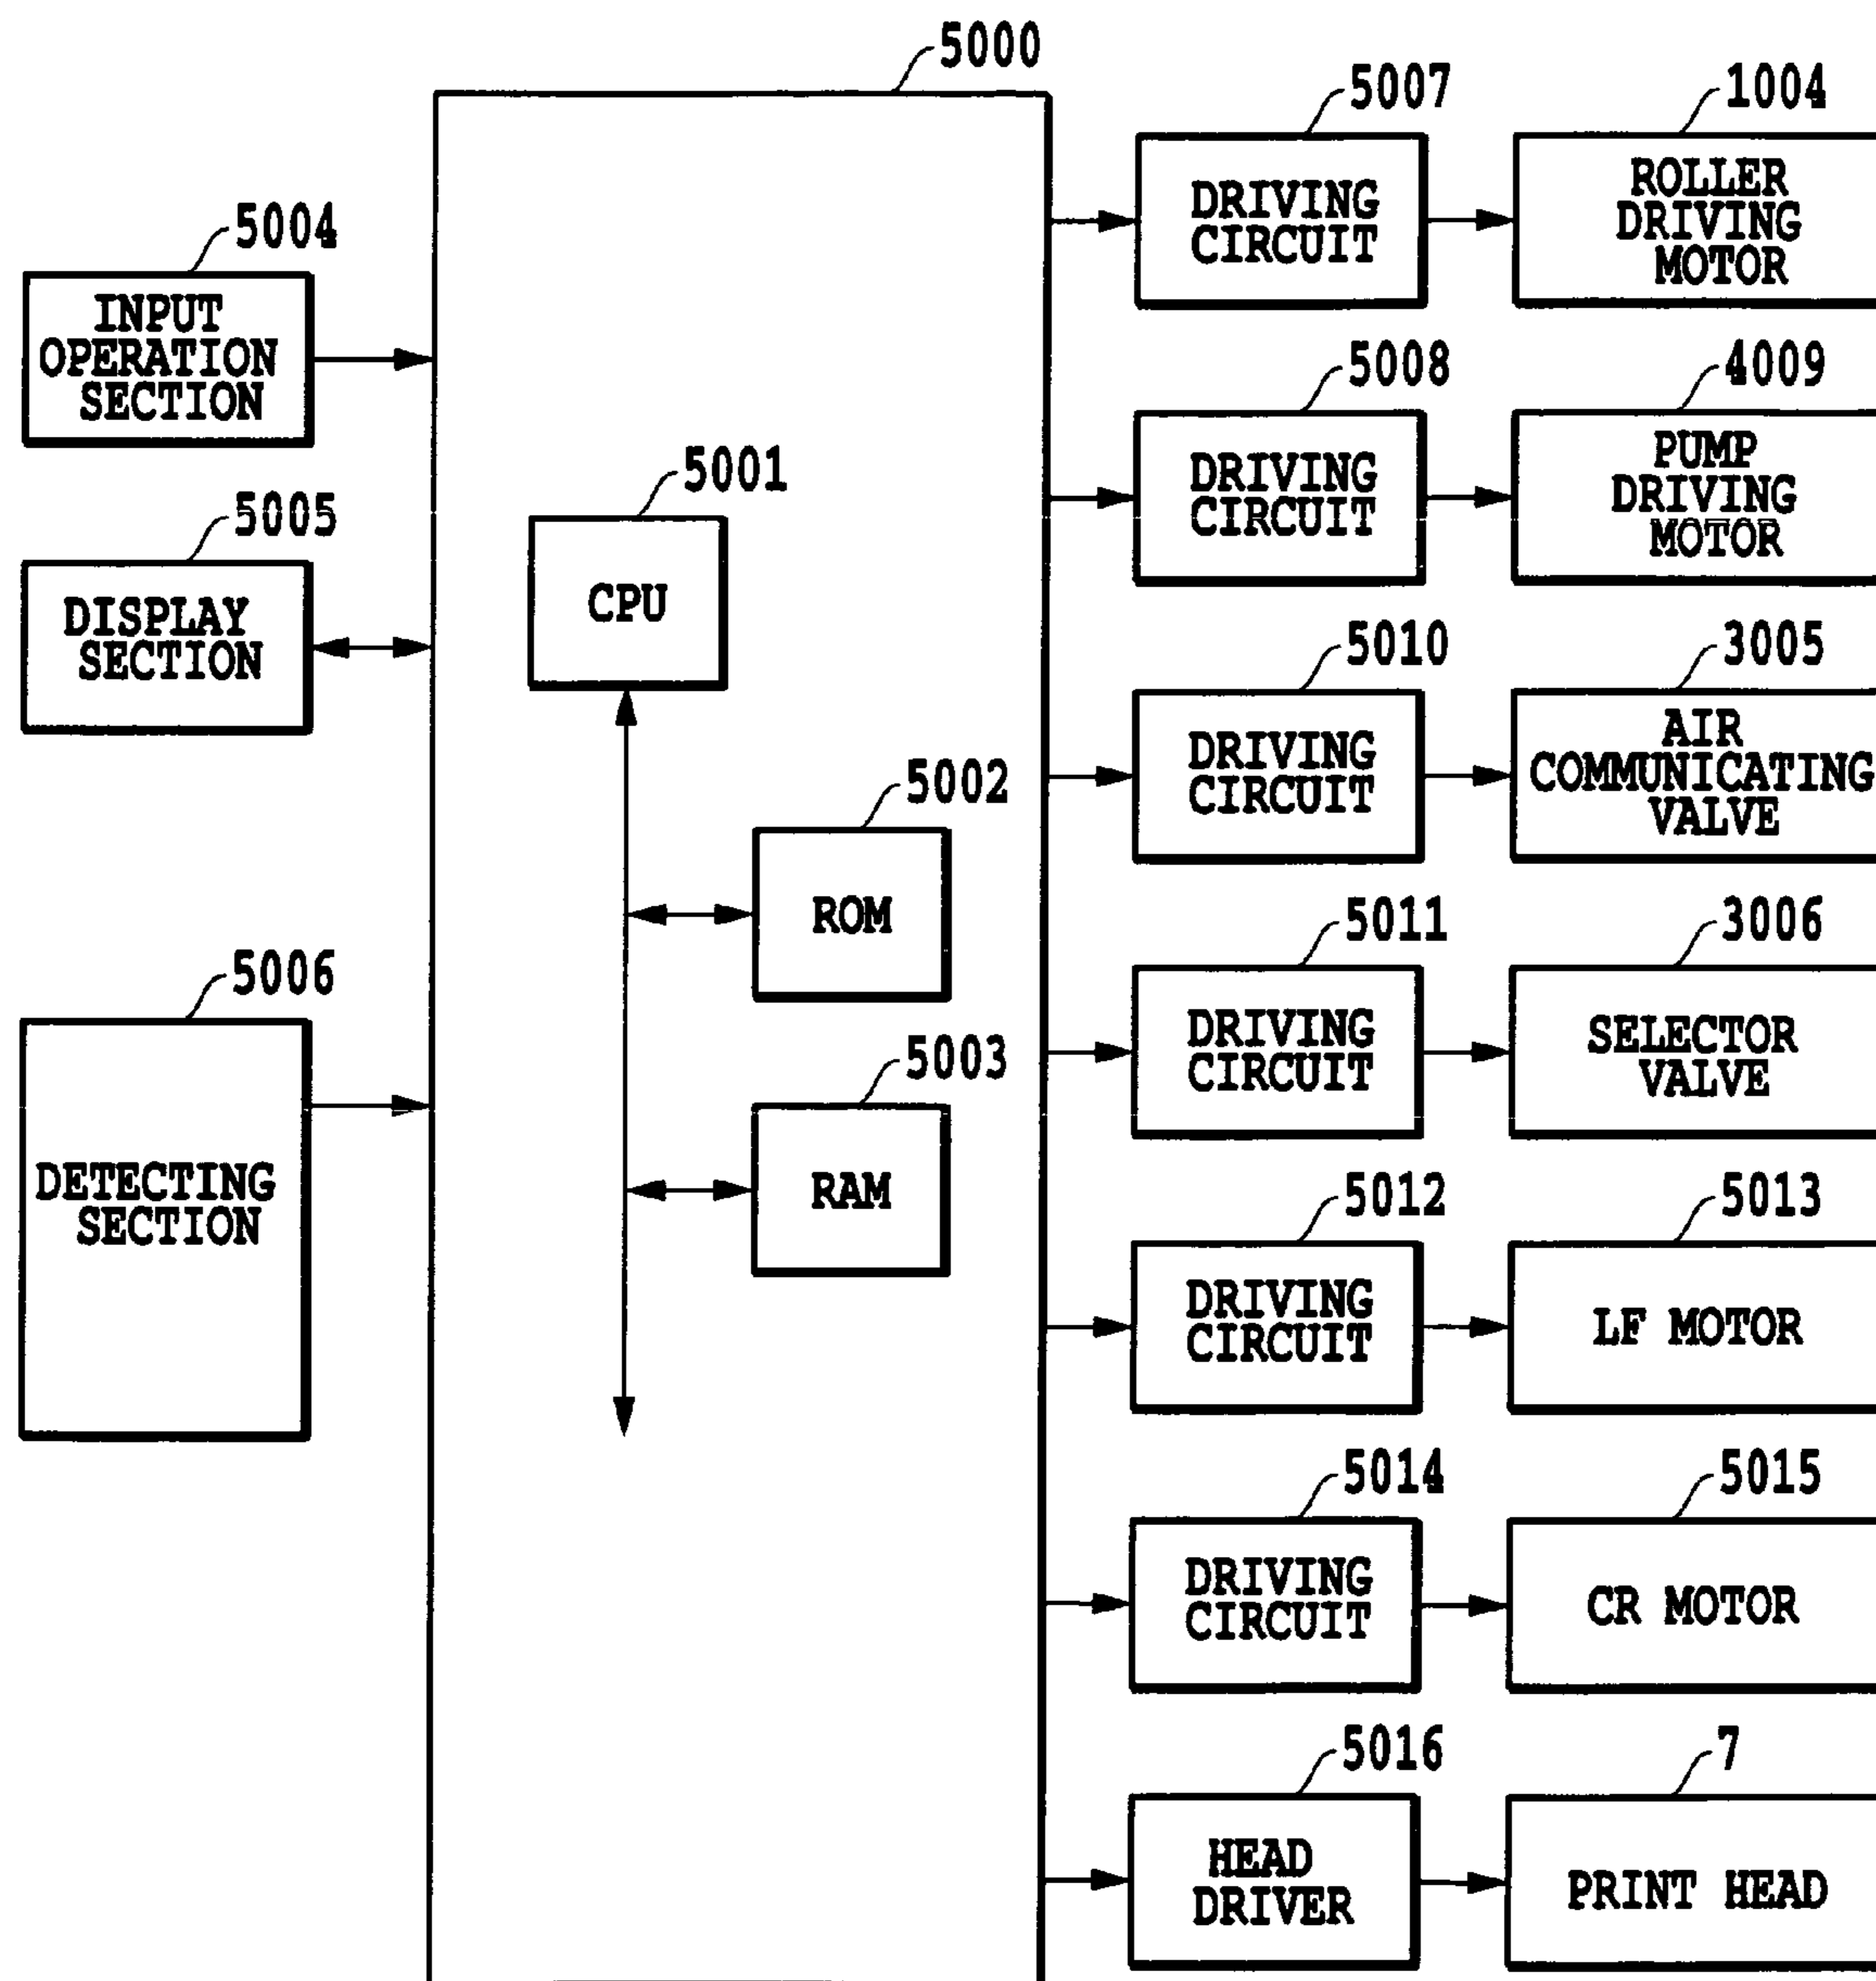 5000
5007
1004
DRIVING
CIRCUIT
ROLLER
DRIVING
MOTOR
5004
INPUT
OPERATION
SECTION
5008
4009
DRIVING
CIRCUIT
PUMP
DRIVING
MOTOR
5001
CPU
5005
DISPLAY
SECTION
5010
3005
DRIVING
CIRCUIT
AIR
COMMUNICATING
VALVE
5002
ROM
5011
3006
DRIVING
CIRCUIT
SELECTOR
VALVE
5006
DETECTING
SECTION
5003
RAM
5012
5013
DRIVING
CIRCUIT
LF MOTOR
5014
5015
DRIVING
CIRCUIT
CR MOTOR
5016
7
HEAD
DRIVER
PRINT HEAD